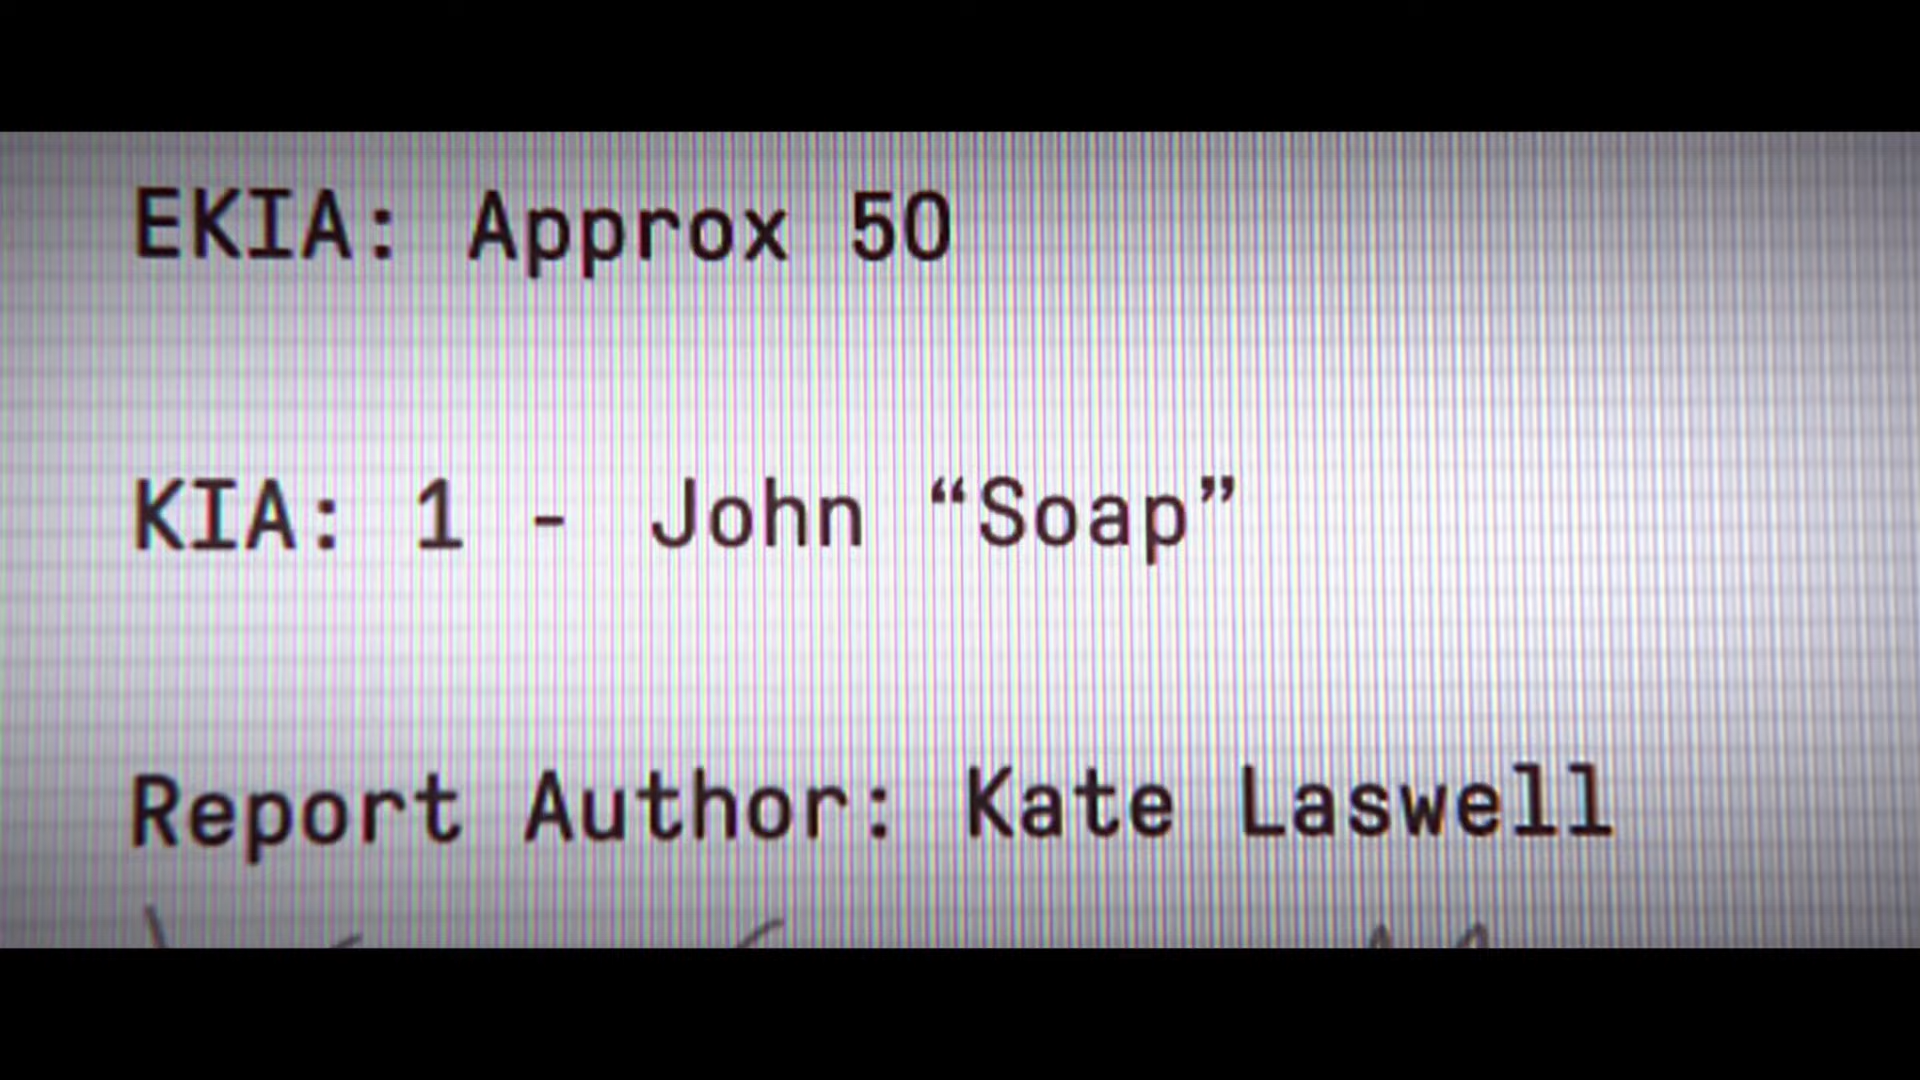 EKIA: Approx 50
KIA: 1 - John “Soap”
Report Author: Kate Laswell